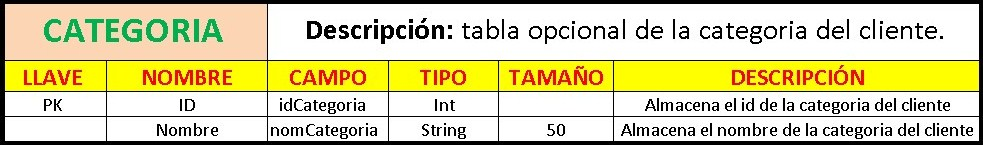 CATEGORIA Descripción: tabla opcional de la categoria del cliente.
LLAVE NOMBRE CAMPO TIPO TAMAÑO DESCRIPCIÓN
PK ID idCategoria Int Almacena el id de la categoria del cliente
Nombre nomCategoria String 50 Almacena el nombre de la categoria del cliente